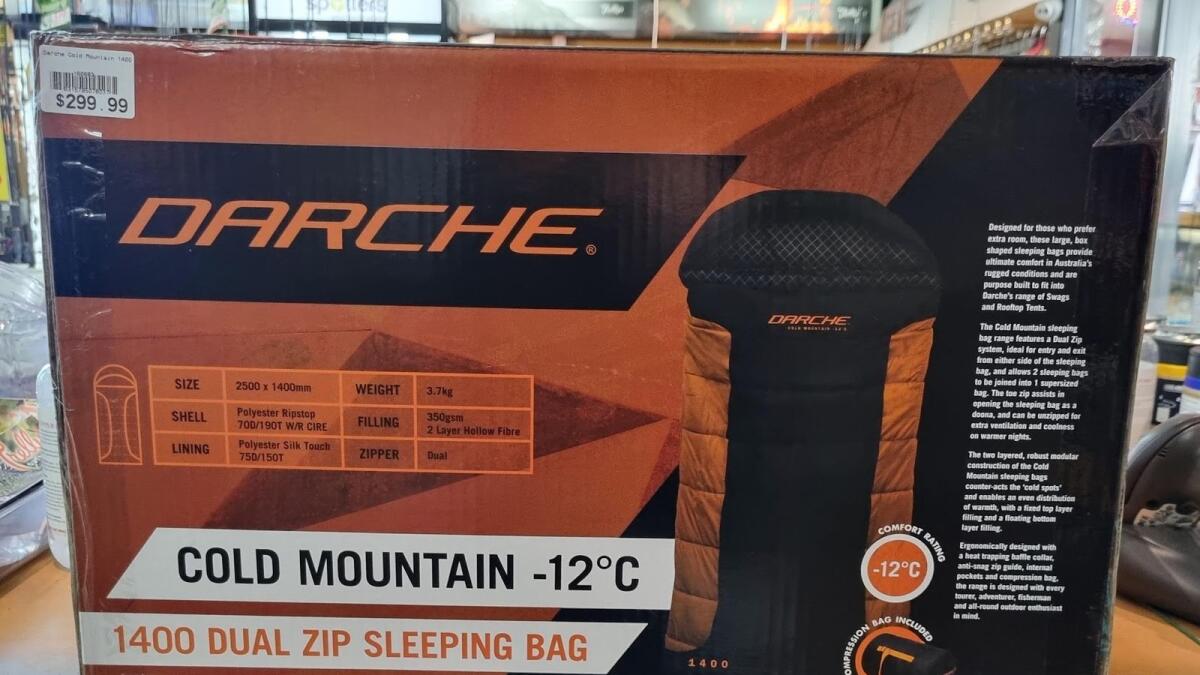 spotters
Darche Cold Mountain 1400
$299.99
DARCHE®
Designed for those who prefer
extra room, these large, box
shaped sleeping bags provide
ultimate comfort in Australia's
rugged conditions and are
purpose built to fit into
Darche's range of Swags
and Rooftop Tents.
DARCHE
COLD MOUNTAIN -12°C
The Cold Mountain sleeping
bag range features a Dual Zip
system, ideal for entry and exit
from either side of the sleeping
bag, and allows 2 sleeping bags
to be joined into 1 supersized
bag. The toe zip assists in
opening the sleeping bag as a
doona, and can be unzipped for
extra ventilation and coolness
on warmer nights.
SIZE 2500 x 1400mm WEIGHT 3.7kg
SHELL Polyester Ripstop
70D/190T W/R CIRE FILLING 350gsm
2 Layer Hollow Fibre
LINING Polyester Silk Touch
75D/150T ZIPPER Dual
The two layered, robust modular
construction of the Cold
Mountain sleeping bags
counter-acts the 'cold spots'
and enables an even distribution
of warmth, with a fixed top layer
filling and a floating bottom
layer filling.
Ergonomically designed with
a heat trapping baffle collar,
anti-snag zip guide, internal
pockets and compression bag,
the range is designed with every
tourer, adventurer, fisherman
and all-round outdoor enthusiast
in mind.
COMFORT RATING
-12°C
COLD MOUNTAIN -12°C
1400 DUAL ZIP SLEEPING BAG
COMPRESSION BAG INCLUDED
1400